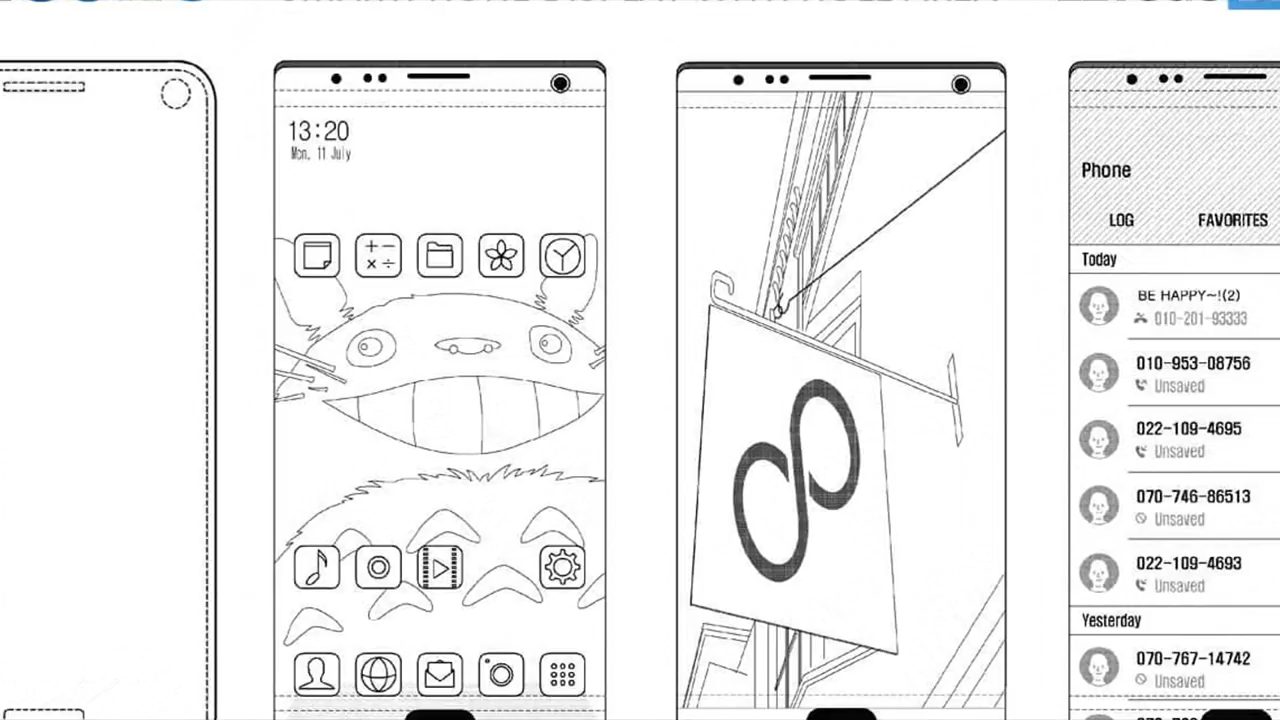 13:20
Mon, 11 July
Phone
LOG FAVORITES
Today
BE HAPPY~!(2)
010-201-93333
010-953-08756
Unsaved
022-109-4695
Unsaved
070-746-86513
Unsaved
022-109-4693
Unsaved
Yesterday
070-767-14742
Unsaved